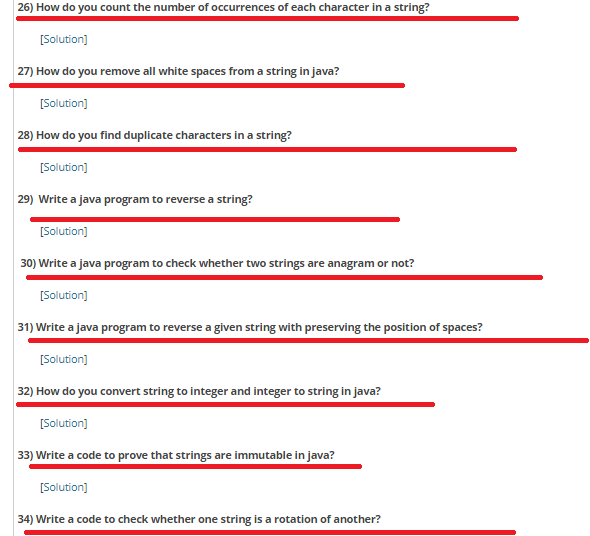 26) How do you count the number of occurrences of each character in a string?
[Solution]
27) How do you remove all white spaces from a string in java?
[Solution]
28) How do you find duplicate characters in a string?
[Solution]
29) Write a java program to reverse a string?
[Solution]
30) Write a java program to check whether two strings are anagram or not?
[Solution]
31) Write a java program to reverse a given string with preserving the position of spaces?
[Solution]
32) How do you convert string to integer and integer to string in java?
[Solution]
33) Write a code to prove that strings are immutable in java?
[Solution]
34) Write a code to check whether one string is a rotation of another?